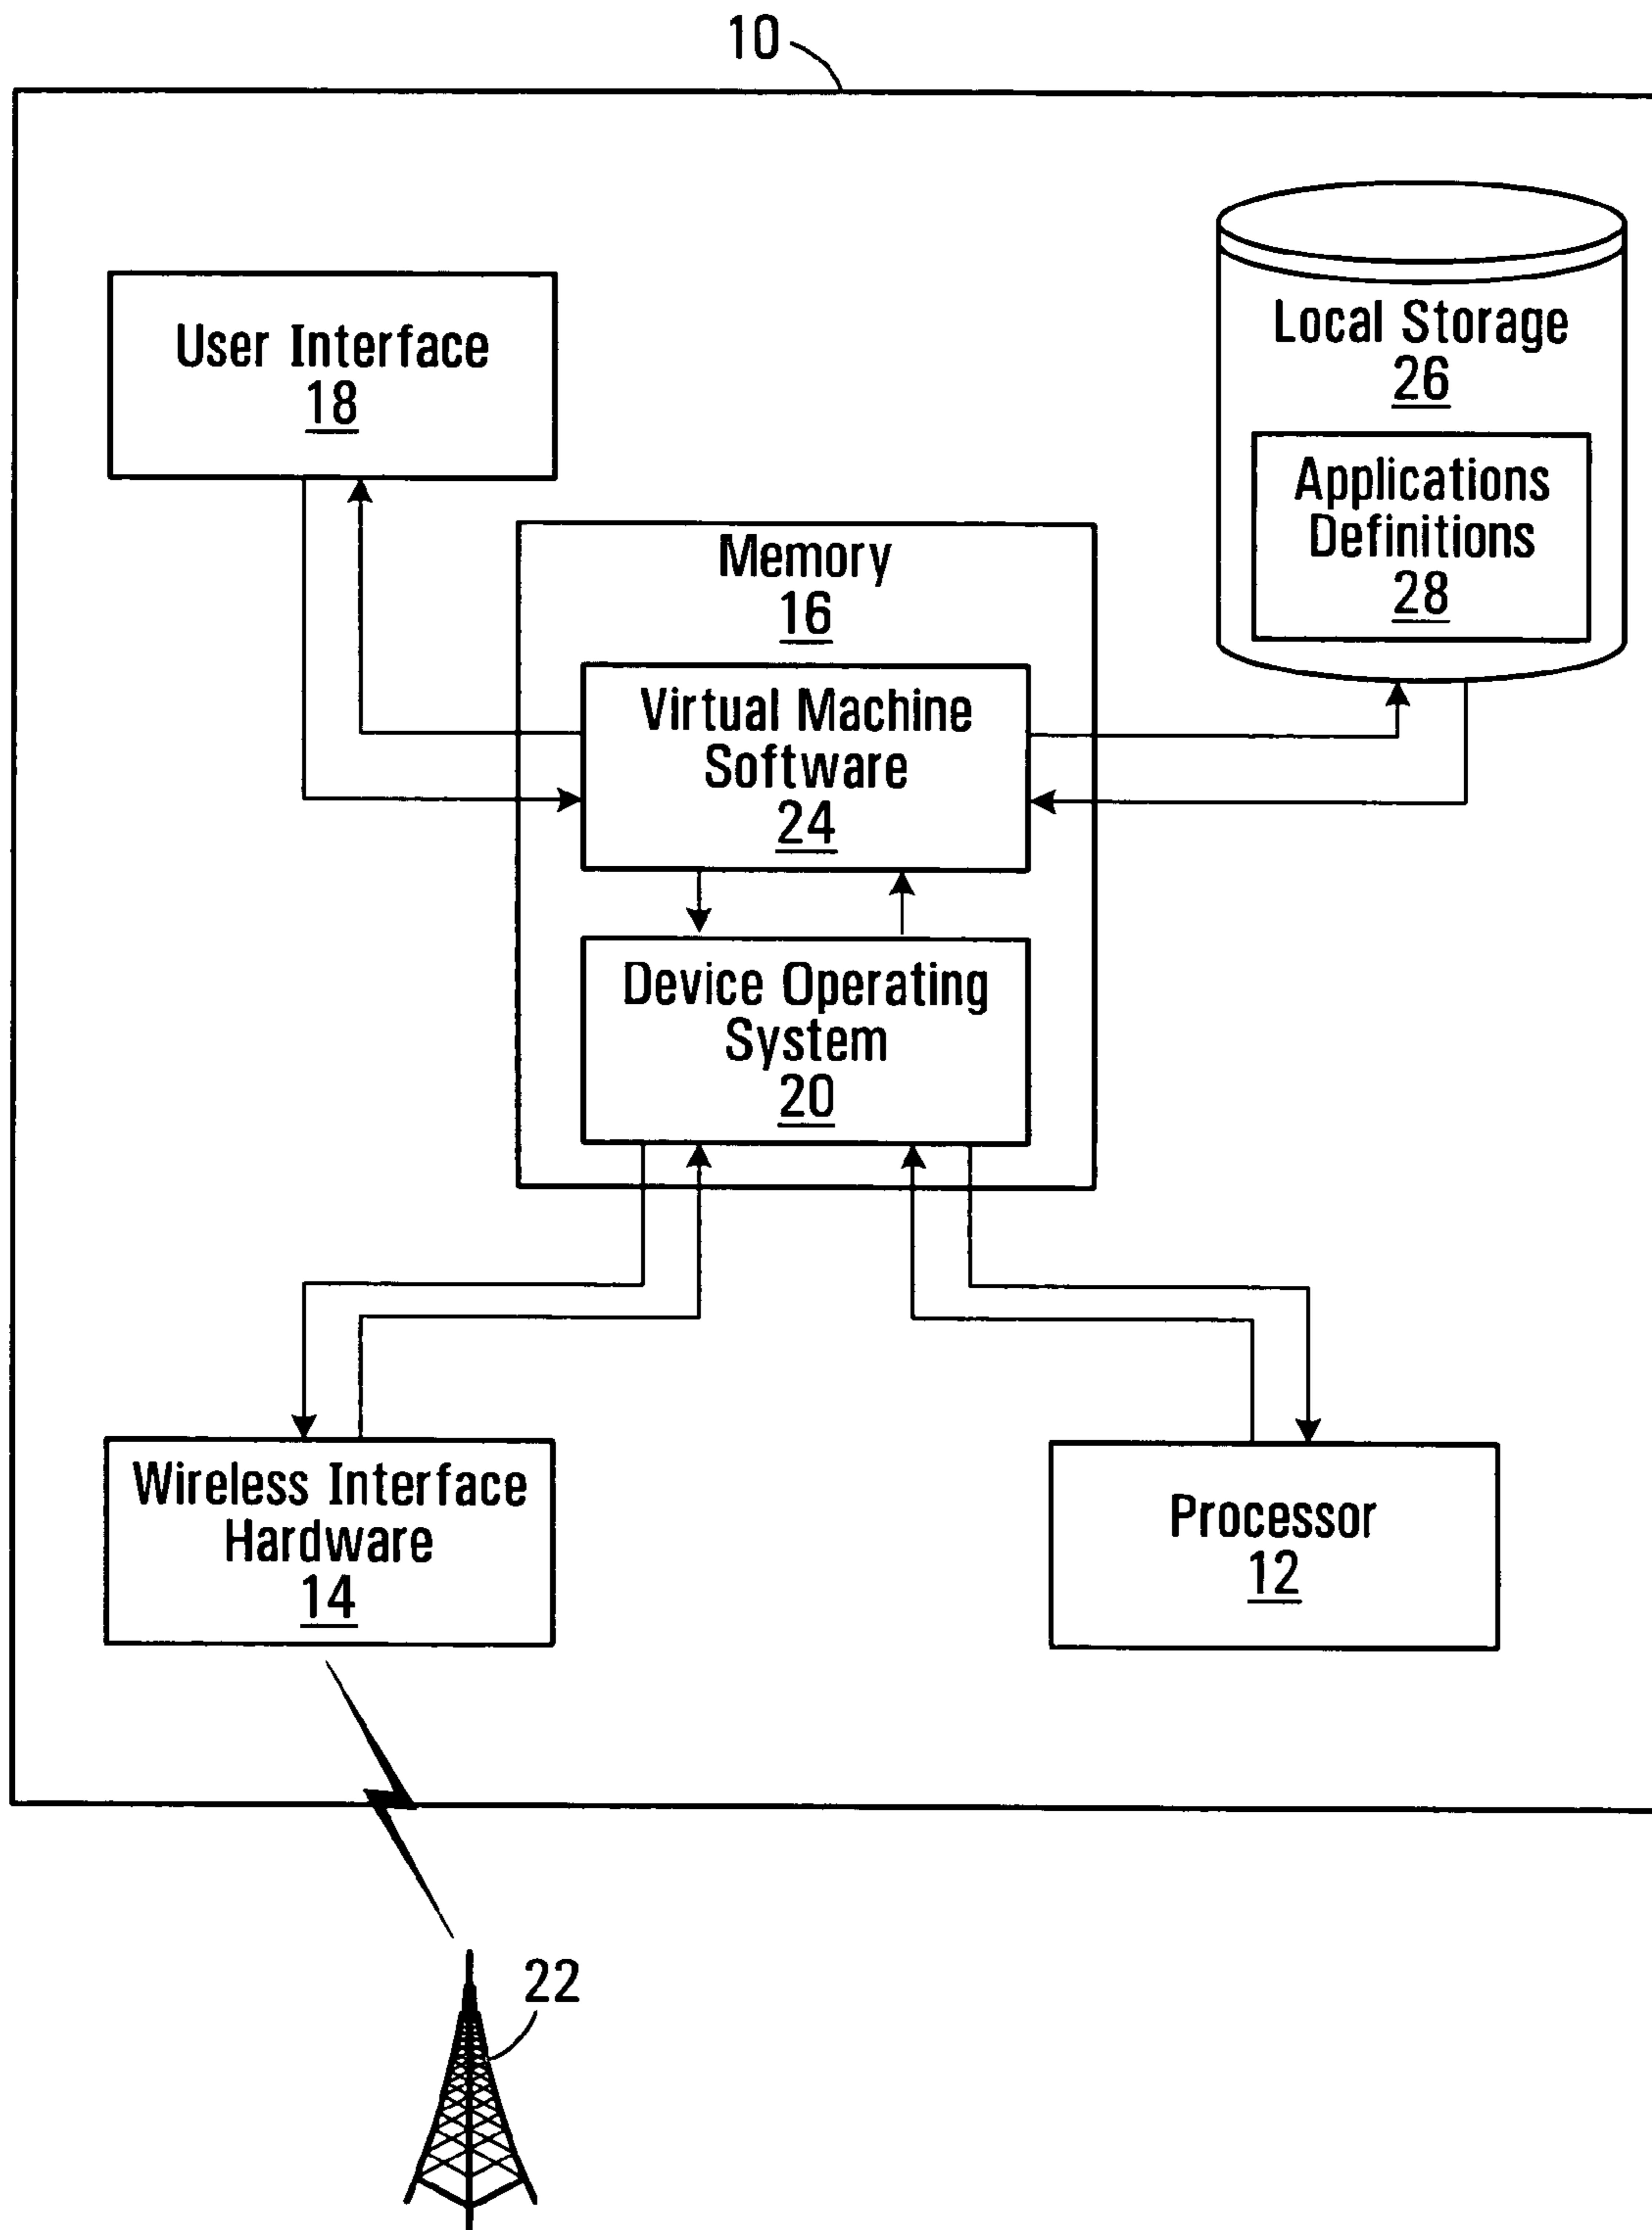 10
User Interface
18
Local Storage
26
Applications
Definitions
28
Memory
16
Virtual Machine
Software
24
Device Operating
System
20
Wireless Interface
Hardware
14
Processor
12
22